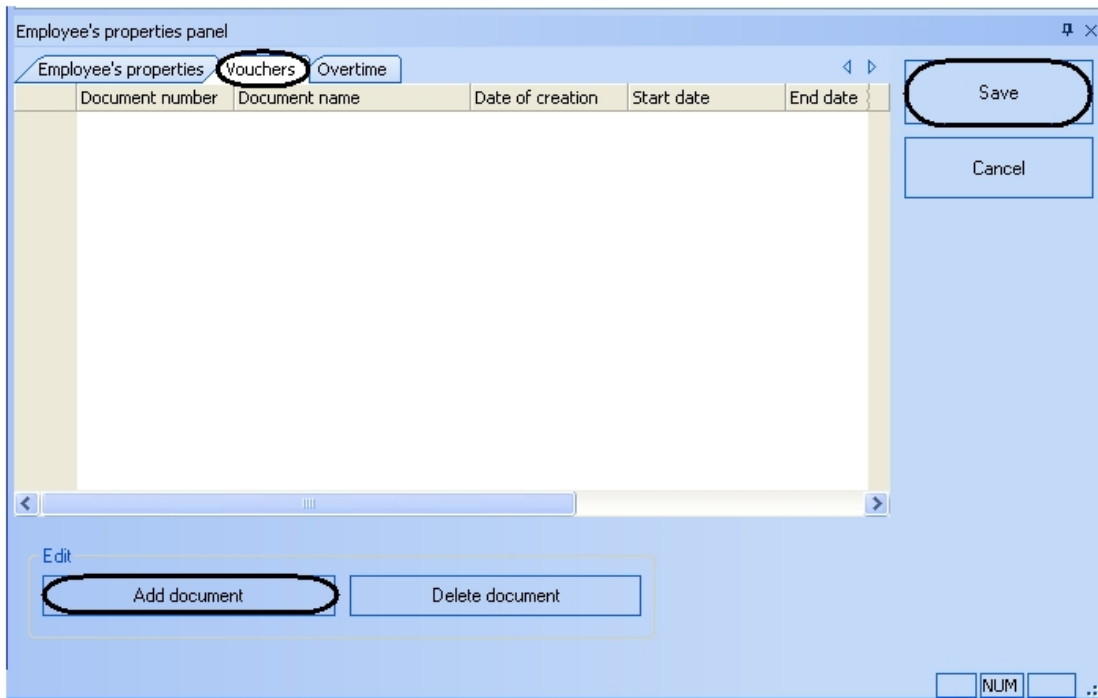 Employee's properties panel
Employee's properties Vouchers Overtime
Document number Document name Date of creation Start date End date
Save
Cancel
Edit
Add document Delete document
NUM